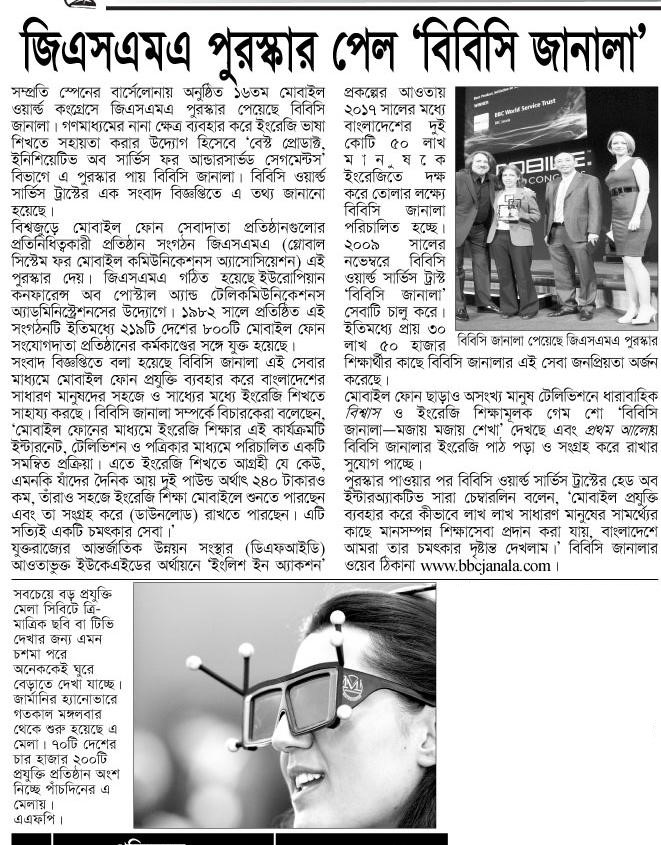 জিএসএমএ পুরস্কার পেল ‘বিবিসি জানালা’
সম্প্রতি স্পেনের বার্সেলোনায় অনুষ্ঠিত ১৬তম মোবাইল
ওয়ার্ল্ড কংগ্রেসে জিএসএমএ পুরস্কার পেয়েছে বিবিসি
জানালা। গণমাধ্যমের নানা ক্ষেত্র ব্যবহার করে ইংরেজি ভাষা
শিখতে সহায়তা করার উদ্যোগ হিসেবে ‘বেস্ট প্রোডাক্ট,
ইনিশিয়েটিভ অব সার্ভিস ফর আন্ডারসার্ভড সেগমেন্টস’
বিভাগে এ পুরস্কার পায় বিবিসি জানালা। বিবিসি ওয়ার্ল্ড
সার্ভিস ট্রাস্টের এক সংবাদ বিজ্ঞপ্তিতে এ তথ্য জানানো
হয়েছে।
বিশ্বজুড়ে মোবাইল ফোন সেবাদাতা প্রতিষ্ঠানগুলোর
প্রতিনিধিত্বকারী প্রতিষ্ঠান সংগঠন জিএসএমএ (গ্লোবাল
সিস্টেম ফর মোবাইল কমিউনিকেশনস অ্যাসোসিয়েশন) এই
পুরস্কার দেয়। জিএসএমএ গঠিত হয়েছে ইউরোপিয়ান
কনফারেন্স অব পোস্টাল অ্যান্ড টেলিকমিউনিকেশনস
অ্যাডমিনিস্ট্রেশনসের উদ্যোগে। ১৯৮২ সালে প্রতিষ্ঠিত এই
সংগঠনটি ইতিমধ্যে ২১৯টি দেশের ৮০০টি মোবাইল ফোন
সংযোগদাতা প্রতিষ্ঠানের কর্মকাণ্ডের সঙ্গে যুক্ত হয়েছে।
সংবাদ বিজ্ঞপ্তিতে বলা হয়েছে বিবিসি জানালা এই সেবার
মাধ্যমে মোবাইল ফোন প্রযুক্তি ব্যবহার করে বাংলাদেশের
সাধারণ মানুষদের সহজে ও সাধ্যের মধ্যে ইংরেজি শিখতে
সাহায্য করছে। বিবিসি জানালা সম্পর্কে বিচারকেরা বলেছেন,
‘মোবাইল ফোনের মাধ্যমে ইংরেজি শিক্ষার এই কার্যক্রমটি
ইন্টারনেট, টেলিভিশন ও পত্রিকার মাধ্যমে পরিচালিত একটি
সমন্বিত প্রক্রিয়া। এতে ইংরেজি শিখতে আগ্রহী যে কেউ,
এমনকি যাঁদের দৈনিক আয় দুই পাউন্ড অর্থাৎ ২৪০ টাকারও
কম, তাঁরাও সহজে ইংরেজি শিক্ষা মোবাইলে শুনতে পারছেন
এবং তা সংগ্রহ করে (ডাউনলোড) রাখতে পারছেন। এটি
সত্যিই একটি চমৎকার সেবা।’
যুক্তরাজ্যের আন্তর্জাতিক উন্নয়ন সংস্থার (ডিএফআইডি)
আওতাভুক্ত ইউকেএইডের অর্থায়নে ‘ইংলিশ ইন অ্যাকশন’
প্রকল্পের আওতায়
২০১৭ সালের মধ্যে
বাংলাদেশের দুই
কোটি ৫০ লাখ
মানুষকে
ইংরেজিতে দক্ষ
করে তোলার লক্ষ্যে
বিবিসি জানালা
পরিচালিত হচ্ছে।
২০০৯ সালের
নভেম্বরে বিবিসি
ওয়ার্ল্ড সার্ভিস ট্রাস্ট
‘বিবিসি জানালা’
সেবাটি চালু করে।
ইতিমধ্যে প্রায় ৩০
লাখ ৫০ হাজার
শিক্ষার্থীর কাছে বিবিসি জানালার এই সেবা জনপ্রিয়তা অর্জন
করেছে।
মোবাইল ফোন ছাড়াও অসংখ্য মানুষ টেলিভিশনে ধারাবাহিক
বিশ্বাস ও ইংরেজি শিক্ষামূলক গেম শো ‘বিবিসি
জানালা—মজায় মজায় শেখা’ দেখছে এবং প্রথম আলোয়
বিবিসি জানালার ইংরেজি পাঠ পড়া ও সংগ্রহ করে রাখার
সুযোগ পাচ্ছে।
পুরস্কার পাওয়ার পর বিবিসি ওয়ার্ল্ড সার্ভিস ট্রাস্টের হেড অব
ইন্টার‌অ্যাকটিভ সারা চেম্বারলিন বলেন, ‘মোবাইল প্রযুক্তি
ব্যবহার করে কীভাবে লাখ লাখ সাধারণ মানুষের সামর্থ্যের
কাছে মানসম্পন্ন শিক্ষাসেবা প্রদান করা যায়, বাংলাদেশে
আমরা তার চমৎকার দৃষ্টান্ত দেখলাম।’ বিবিসি জানালার
ওয়েব ঠিকানা www.bbcjanala.com।
WINNER
BBC World Service Trust
MOBILE
CONGRESS
বিবিসি জানালা পেয়েছে জিএসএমএ পুরস্কার
সবচেয়ে বড় প্রযুক্তি
মেলা সিবিটে ত্রি-
মাত্রিক ছবি বা টিভি
দেখার জন্য এমন
চশমা পরে
অনেককেই ঘুরে
বেড়াতে দেখা যাচ্ছে।
জার্মানির হ্যানোভারে
গতকাল মঙ্গলবার
থেকে শুরু হয়েছে এ
মেলা। ৭০টি দেশের
চার হাজার ২০০টি
প্রযুক্তি প্রতিষ্ঠান অংশ
নিচ্ছে পাঁচদিনের এ
মেলায়।
এএফপি।